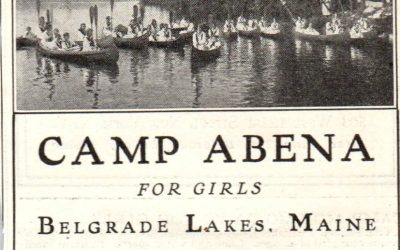 CAMP ABENA
FOR GIRLS
BELGRADE LAKES, MAINE